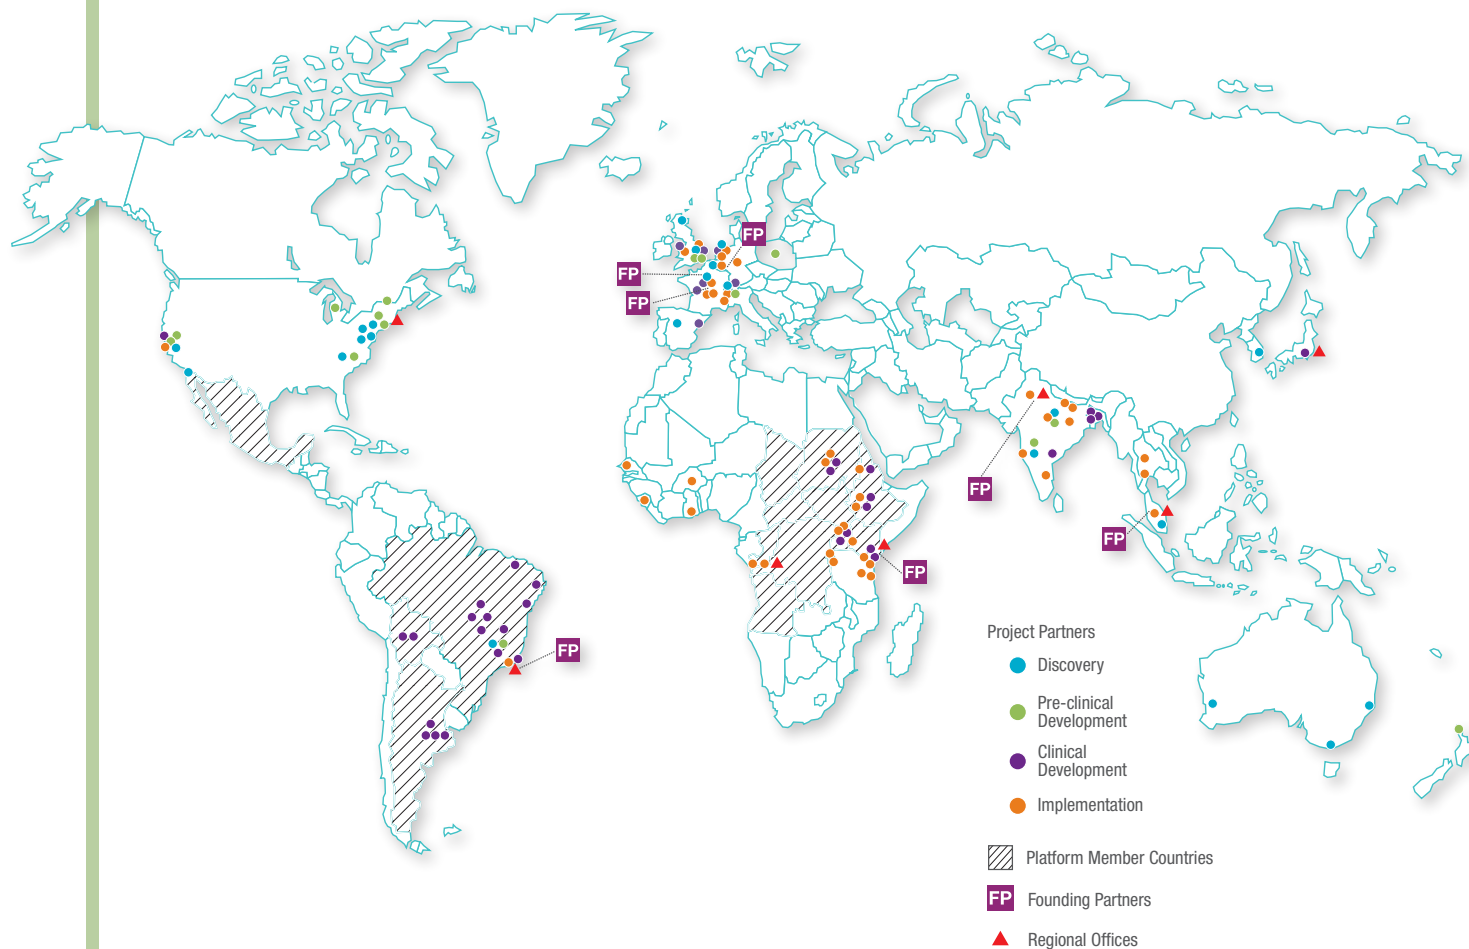 FP
FP
FP
FP
FP
FP
FP
Project Partners
Discovery
Pre-clinical
Development
Clinical
Development
Implementation
Platform Member Countries
FP Founding Partners
Regional Offices